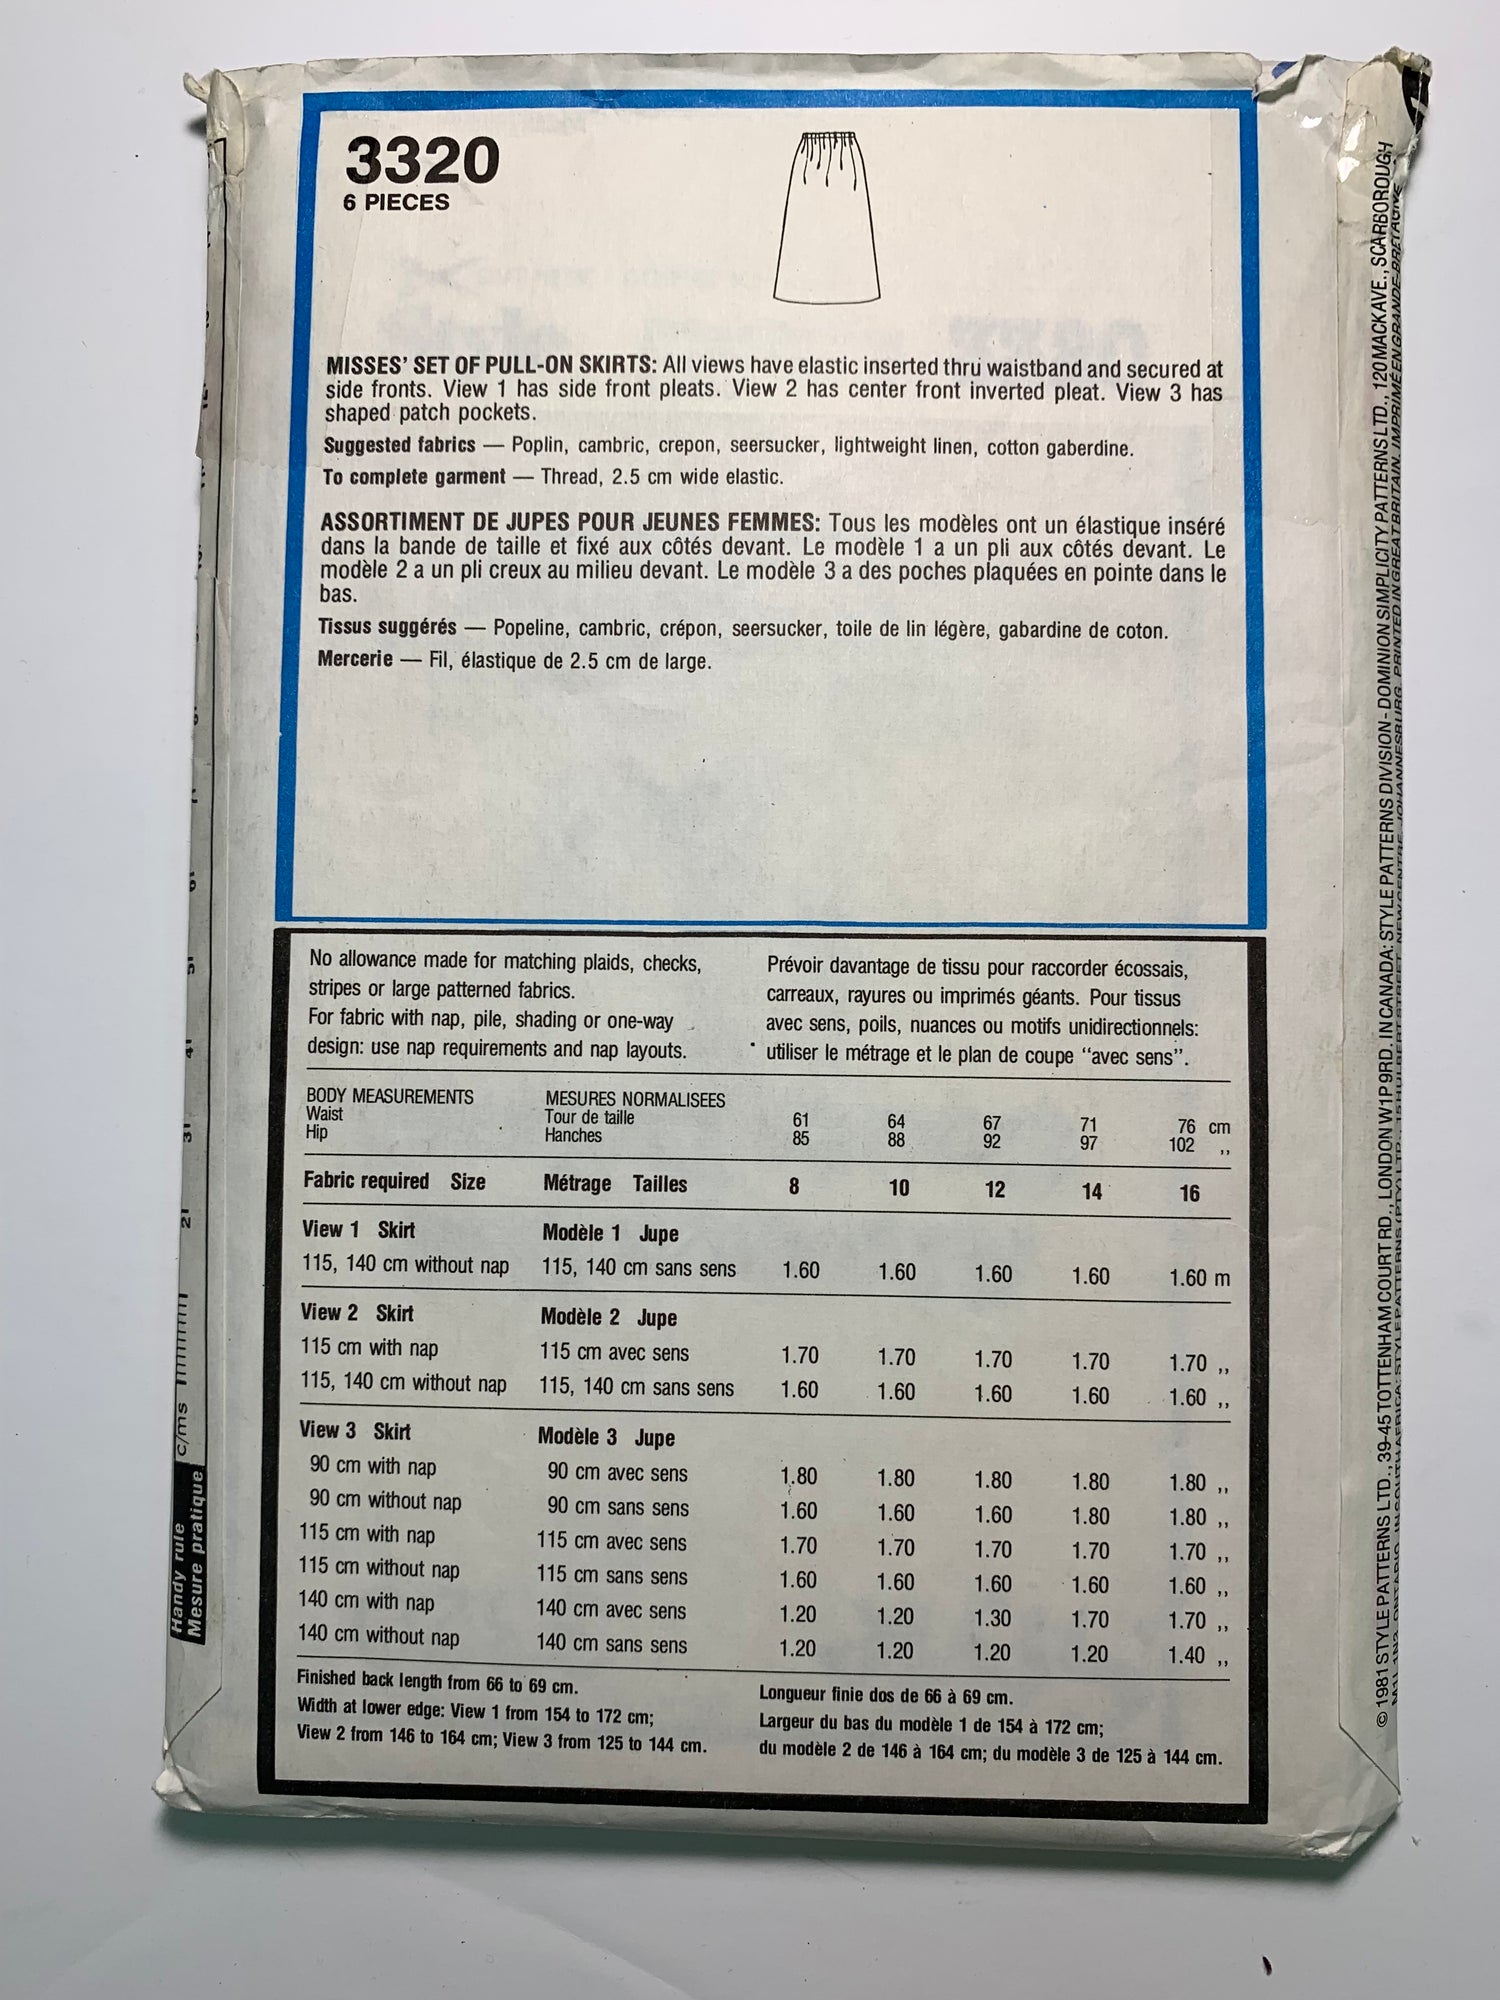 3320
6 PIECES
MISSES' SET OF PULL-ON SKIRTS: All views have elastic inserted thru waistband and secured at
side fronts. View 1 has side front pleats. View 2 has center front inverted pleat. View 3 has
shaped patch pockets.
Suggested fabrics — Poplin, cambric, crepon, seersucker, lightweight linen, cotton gaberdine.
To complete garment — Thread, 2.5 cm wide elastic.
ASSORTIMENT DE JUPES POUR JEUNES FEMMES: Tous les modèles ont un élastique inséré
dans la bande de taille et fixé aux côtés devant. Le modèle 1 a un pli aux côtés devant. Le
modèle 2 a un pli creux au milieu devant. Le modèle 3 a des poches plaquées en pointe dans le
bas.
Tissus suggérés — Popeline, cambric, crépon, seersucker, toile de lin légère, gabardine de coton.
Mercerie — Fil, élastique de 2.5 cm de large.
No allowance made for matching plaids, checks,
stripes or large patterned fabrics.
For fabric with nap, pile, shading or one-way
design: use nap requirements and nap layouts.
Prévoir davantage de tissu pour raccorder écossais,
carreaux, rayures ou imprimés géants. Pour tissus
avec sens, poils, nuances ou motifs unidirectionnels:
utiliser le métrage et le plan de coupe "avec sens".
BODY MEASUREMENTS MESURES NORMALISEES
Waist Tour de taille 61 64 67 71 76 cm
Hip Hanches 85 88 92 97 102 ,,
Fabric required Size Métrage Tailles 8 10 12 14 16
View 1 Skirt Modèle 1 Jupe
115, 140 cm without nap 115, 140 cm sans sens 1.60 1.60 1.60 1.60 1.60 m
View 2 Skirt Modèle 2 Jupe
115 cm with nap 115 cm avec sens 1.70 1.70 1.70 1.70 1.70 ,,
115, 140 cm without nap 115, 140 cm sans sens 1.60 1.60 1.60 1.60 1.60 ,,
View 3 Skirt Modèle 3 Jupe
90 cm with nap 90 cm avec sens 1.80 1.80 1.80 1.80 1.80 ,,
90 cm without nap 90 cm sans sens 1.60 1.60 1.60 1.80 1.80 ,,
115 cm with nap 115 cm avec sens 1.70 1.70 1.70 1.70 1.70 ,,
115 cm without nap 115 cm sans sens 1.60 1.60 1.60 1.60 1.60 ,,
140 cm with nap 140 cm avec sens 1.20 1.20 1.30 1.70 1.70 ,,
140 cm without nap 140 cm sans sens 1.20 1.20 1.20 1.20 1.40 ,,
Finished back length from 66 to 69 cm.
Width at lower edge: View 1 from 154 to 172 cm;
View 2 from 146 to 164 cm; View 3 from 125 to 144 cm.
Longueur finie dos de 66 à 69 cm.
Largeur du bas du modèle 1 de 154 à 172 cm;
du modèle 2 de 146 à 164 cm; du modèle 3 de 125 à 144 cm.
Handy rule
Mesure pratique
c/ms
© 1981 STYLE PATTERNS LTD., 39-45 TOTTENHAM COURT RD., LONDON W1P 9RD. IN CANADA: STYLE PATTERNS DIVISION - DOMINION SIMPLICITY PATTERNS LTD., 120 MACK AVE., SCARBOROUGH
PRINTED IN GREAT BRITAIN. IMPRIMÉ EN GRANDE-BRETAGNE